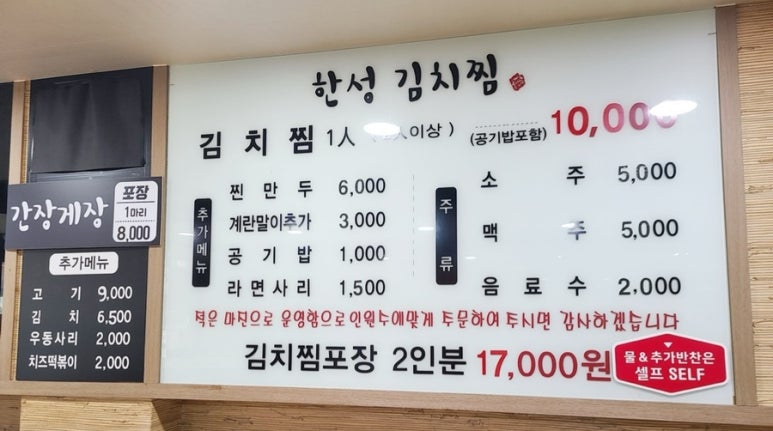 한성 김치찜
김치찜 1人 ( 인이상 ) (공기밥포함) 10,000
추가메뉴
찐만두 6,000
계란말이추가 3,000
공기밥 1,000
라면사리 1,500
주류
소주 5,000
맥주 5,000
음료수 2,000
적은 마진으로 운영함으로 인원수에맞게 주문하여 주시면 감사하겠습니다
김치찜포장 2인분 17,000원
물 & 추가반찬은
셀프 SELF
간장게장
포장
1마리
8,000
추가메뉴
고기 9,000
김치 6,500
우동사리 2,000
치즈떡볶이 2,000